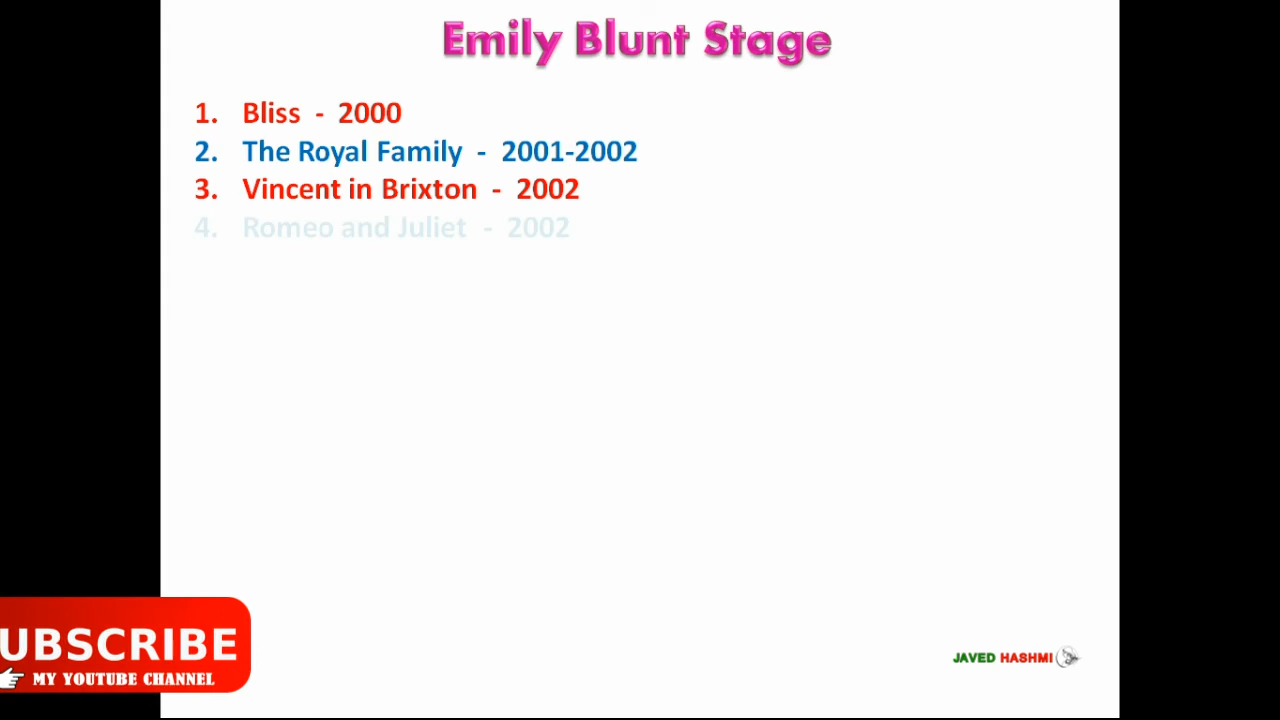 Emily Blunt Stage
1. Bliss - 2000
2. The Royal Family - 2001-2002
3. Vincent in Brixton - 2002
4. Romeo and Juliet - 2002
UBSCRIBE
MY YOUTUBE CHANNEL
JAVED HASHMI